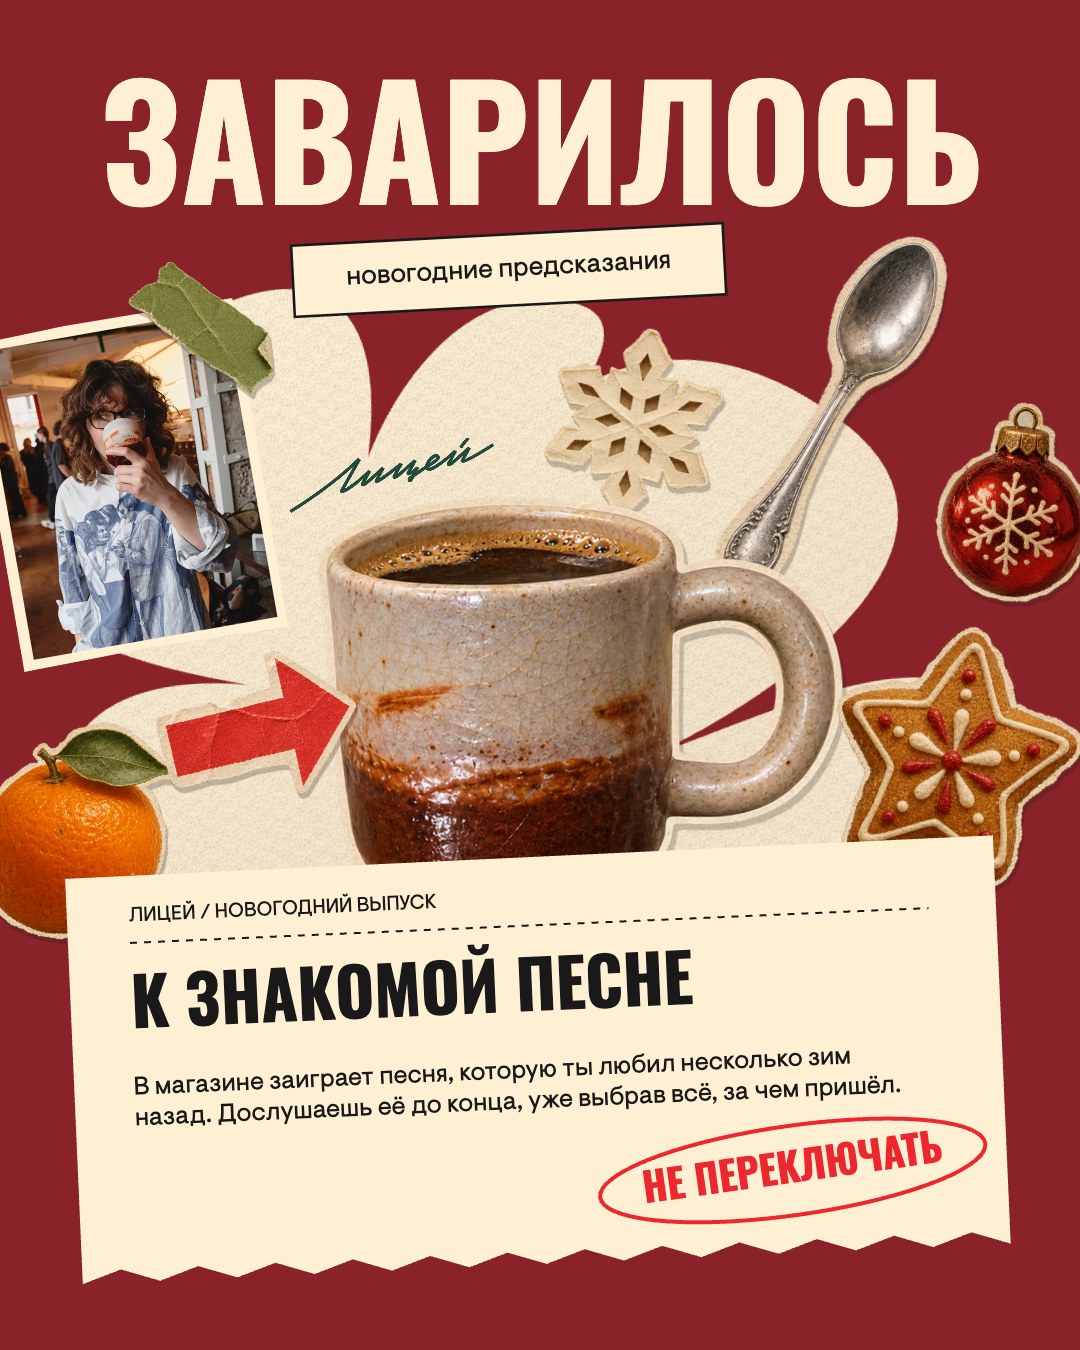 ЗАВАРИЛОСЬ
новогодние предсказания
Лицей
ЛИЦЕЙ / НОВОГОДНИЙ ВЫПУСК
К ЗНАКОМОЙ ПЕСНЕ
В магазине заиграет песня, которую ты любил несколько зим
назад. Дослушаешь её до конца, уже выбрав всё, за чем пришёл.
НЕ ПЕРЕКЛЮЧАТЬ